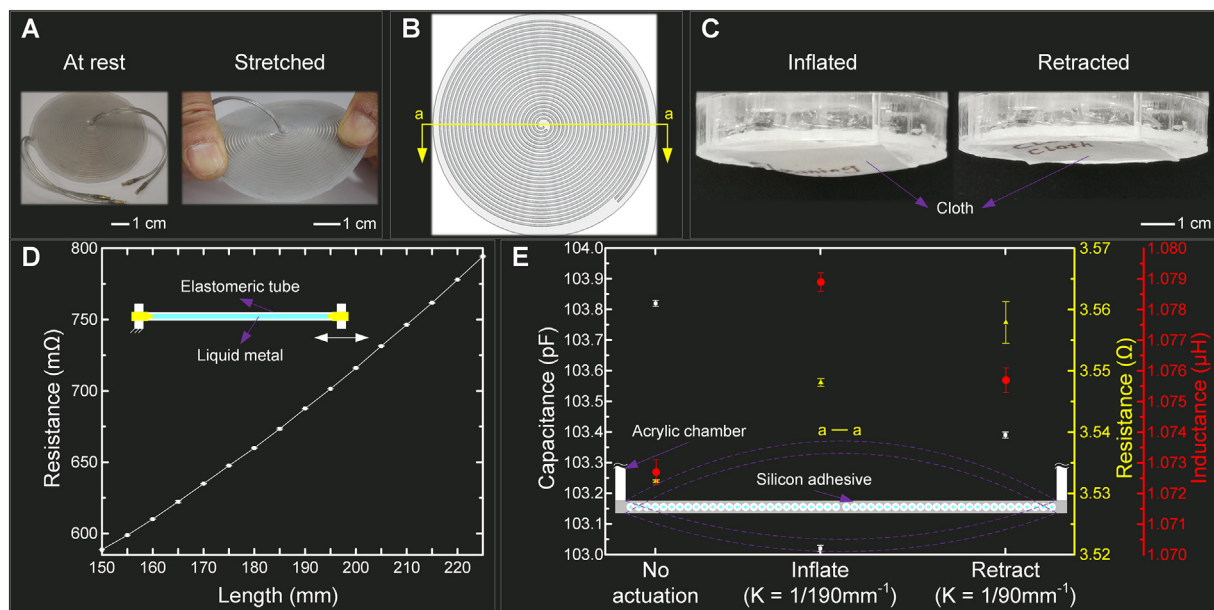 A
At rest
Stretched
1 cm
1 cm
B
a
a
C
Inflated
Retracted
Cloth
Cloth
1 cm
D
800
750
700
650
600
150
160
170
180
190
200
210
220
Resistance (mΩ)
Length (mm)
Elastomeric tube
Liquid metal
E
104.0
103.9
103.8
103.7
103.6
103.5
103.4
103.3
103.2
103.1
103.0
Capacitance (pF)
a — a
Acrylic chamber
Silicon adhesive
No
actuation
Inflate
(K = 1/190mm⁻¹)
Retract
(K = 1/90mm⁻¹)
3.57
3.56
3.55
3.54
3.53
3.52
Resistance (Ω)
1.080
1.079
1.078
1.077
1.076
1.075
1.074
1.073
1.072
1.071
1.070
Inductance (μH)